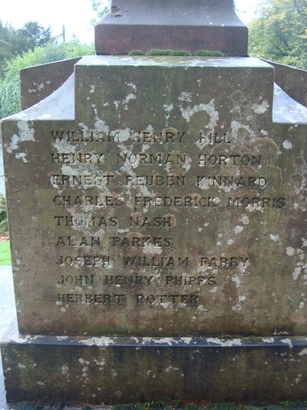 WILLIAM HENRY HILL
HENRY NORMAN HORTON
ERNEST REUBEN KINNARD
CHARLES FREDERICK MORRIS
THOMAS NASH
ALAN PARKES
JOSEPH WILLIAM PARRY
JOHN HENRY PHIPPS
HERBERT POTTER